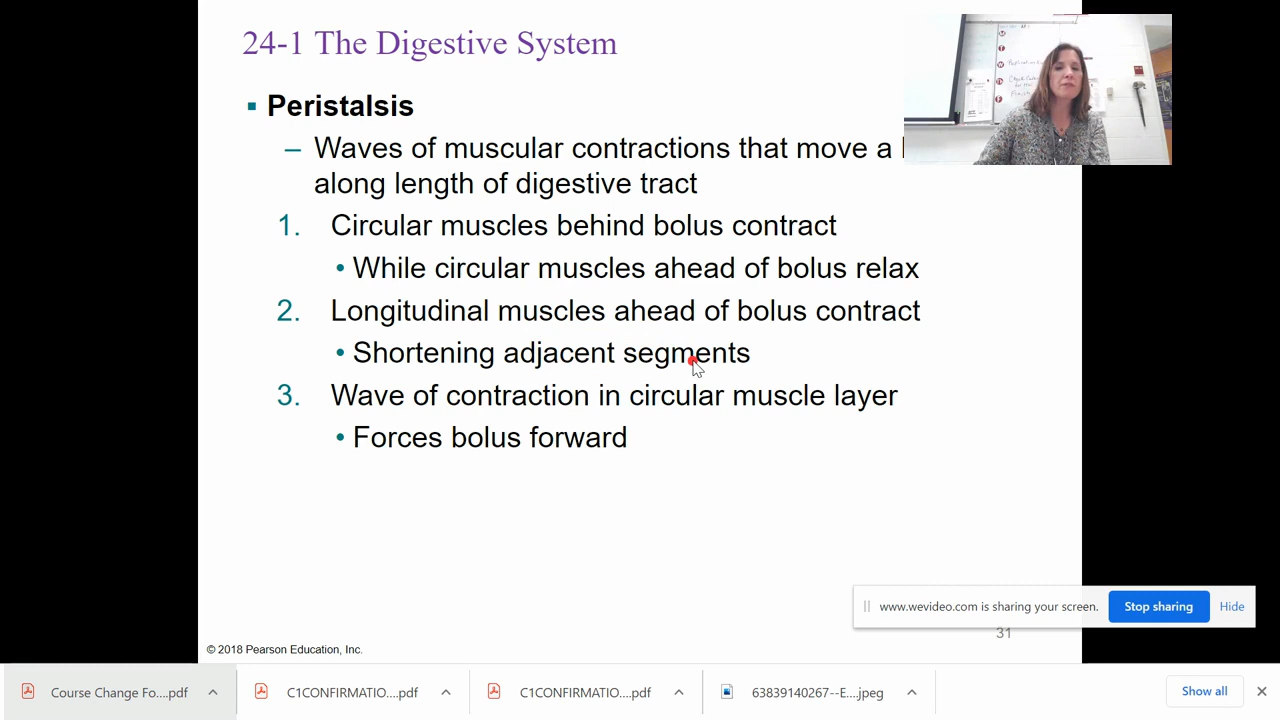 24-1 The Digestive System
▪ Peristalsis
– Waves of muscular contractions that move a
along length of digestive tract
1. Circular muscles behind bolus contract
• While circular muscles ahead of bolus relax
2. Longitudinal muscles ahead of bolus contract
• Shortening adjacent segments
3. Wave of contraction in circular muscle layer
• Forces bolus forward
www.wevideo.com is sharing your screen. Stop sharing Hide
31
© 2018 Pearson Education, Inc.
Course Change Fo....pdf C1CONFIRMATIO....pdf C1CONFIRMATIO....pdf 63839140267--E....jpeg Show all